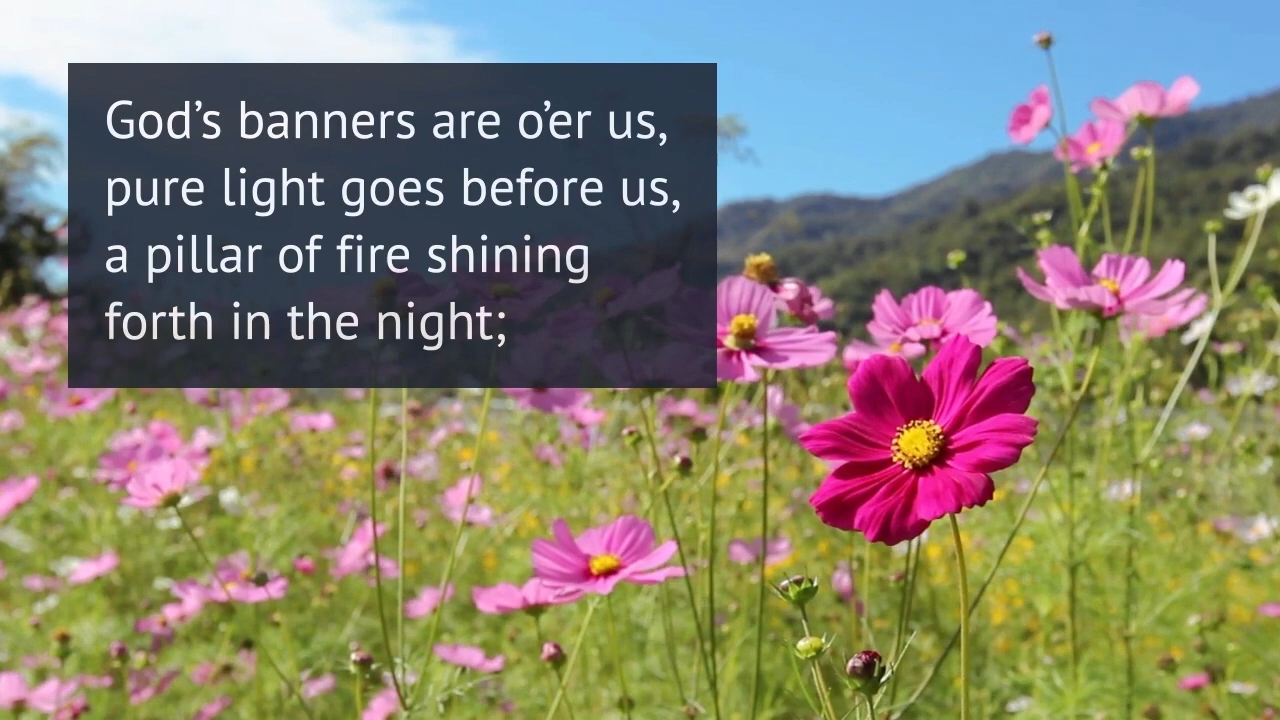 God’s banners are o’er us,
pure light goes before us,
a pillar of fire shining
forth in the night;